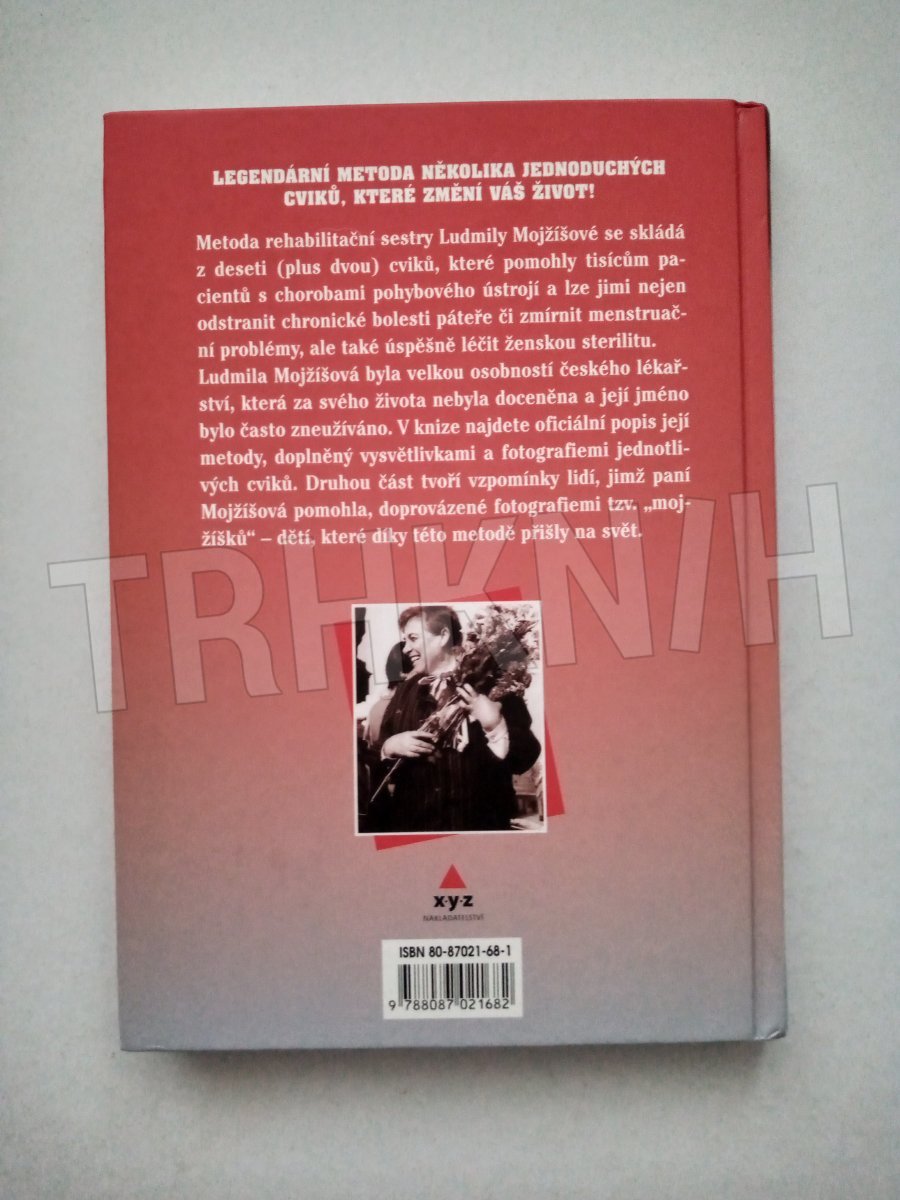 LEGENDÁRNÍ METODA NĚKOLIKA JEDNODUCHÝCH
CVIKŮ, KTERÉ ZMĚNÍ VÁŠ ŽIVOT!
Metoda rehabilitační sestry Ludmily Mojžíšové se skládá
z deseti (plus dvou) cviků, které pomohly tisícům pa-
cientů s chorobami pohybového ústrojí a lze jimi nejen
odstranit chronické bolesti páteře či zmírnit menstruač-
ní problémy, ale také úspěšně léčit ženskou sterilitu.
Ludmila Mojžíšová byla velkou osobností českého lékař-
ství, která za svého života nebyla doceněna a její jméno
bylo často zneužíváno. V knize najdete oficiální popis její
metody, doplněný vysvětlivkami a fotografiemi jednotli-
vých cviků. Druhou část tvoří vzpomínky lidí, jimž paní
Mojžíšová pomohla, doprovázené fotografiemi tzv. „moj-
žíšků“ – dětí, které díky této metodě přišly na svět.
TRHKNIH
x·y·z
NAKLADATELSTVÍ
ISBN 80-87021-68-1
9 788087 021682